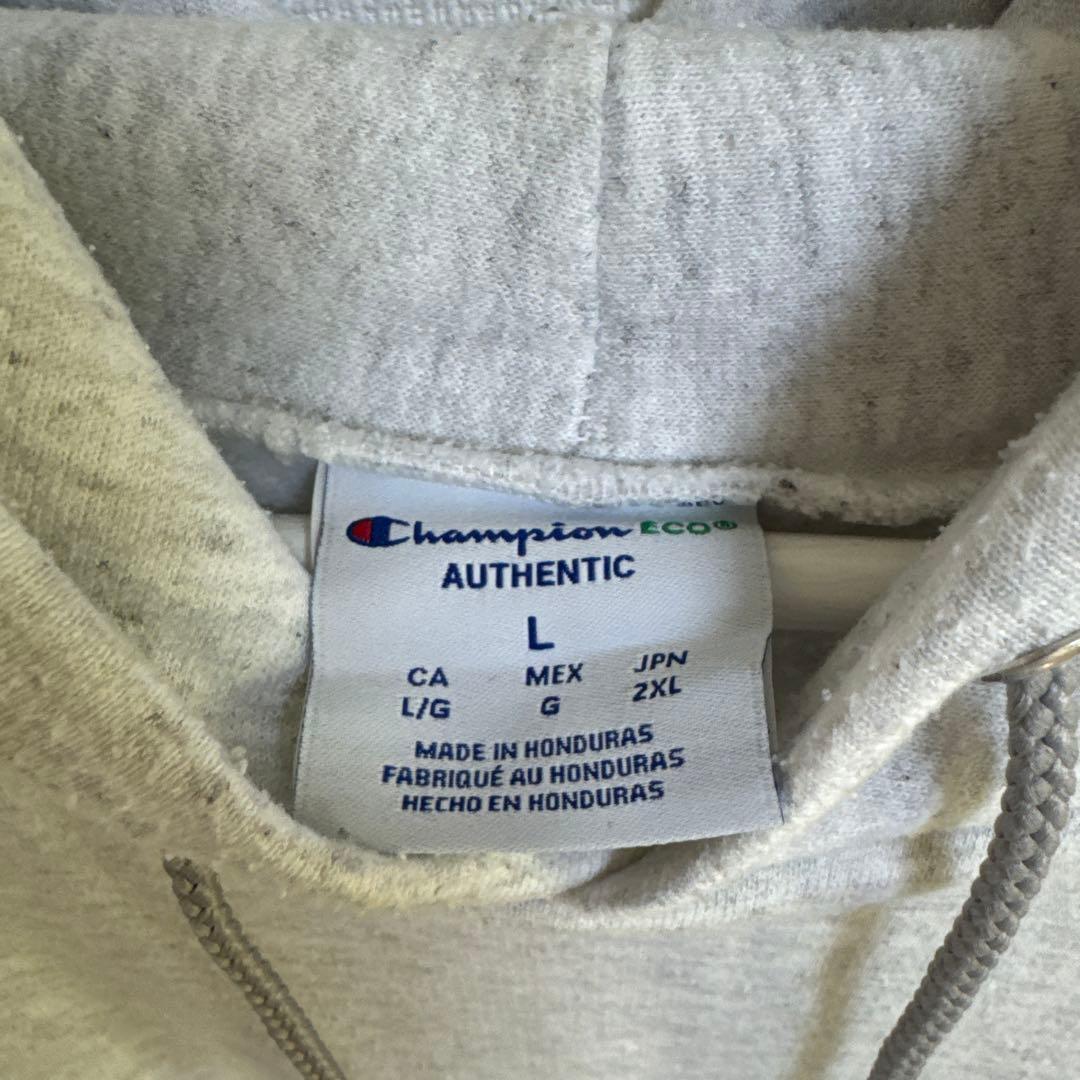 Champion ECO®
AUTHENTIC
L
CA MEX JPN
L/G G 2XL
MADE IN HONDURAS
FABRIQUÉ AU HONDURAS
HECHO EN HONDURAS